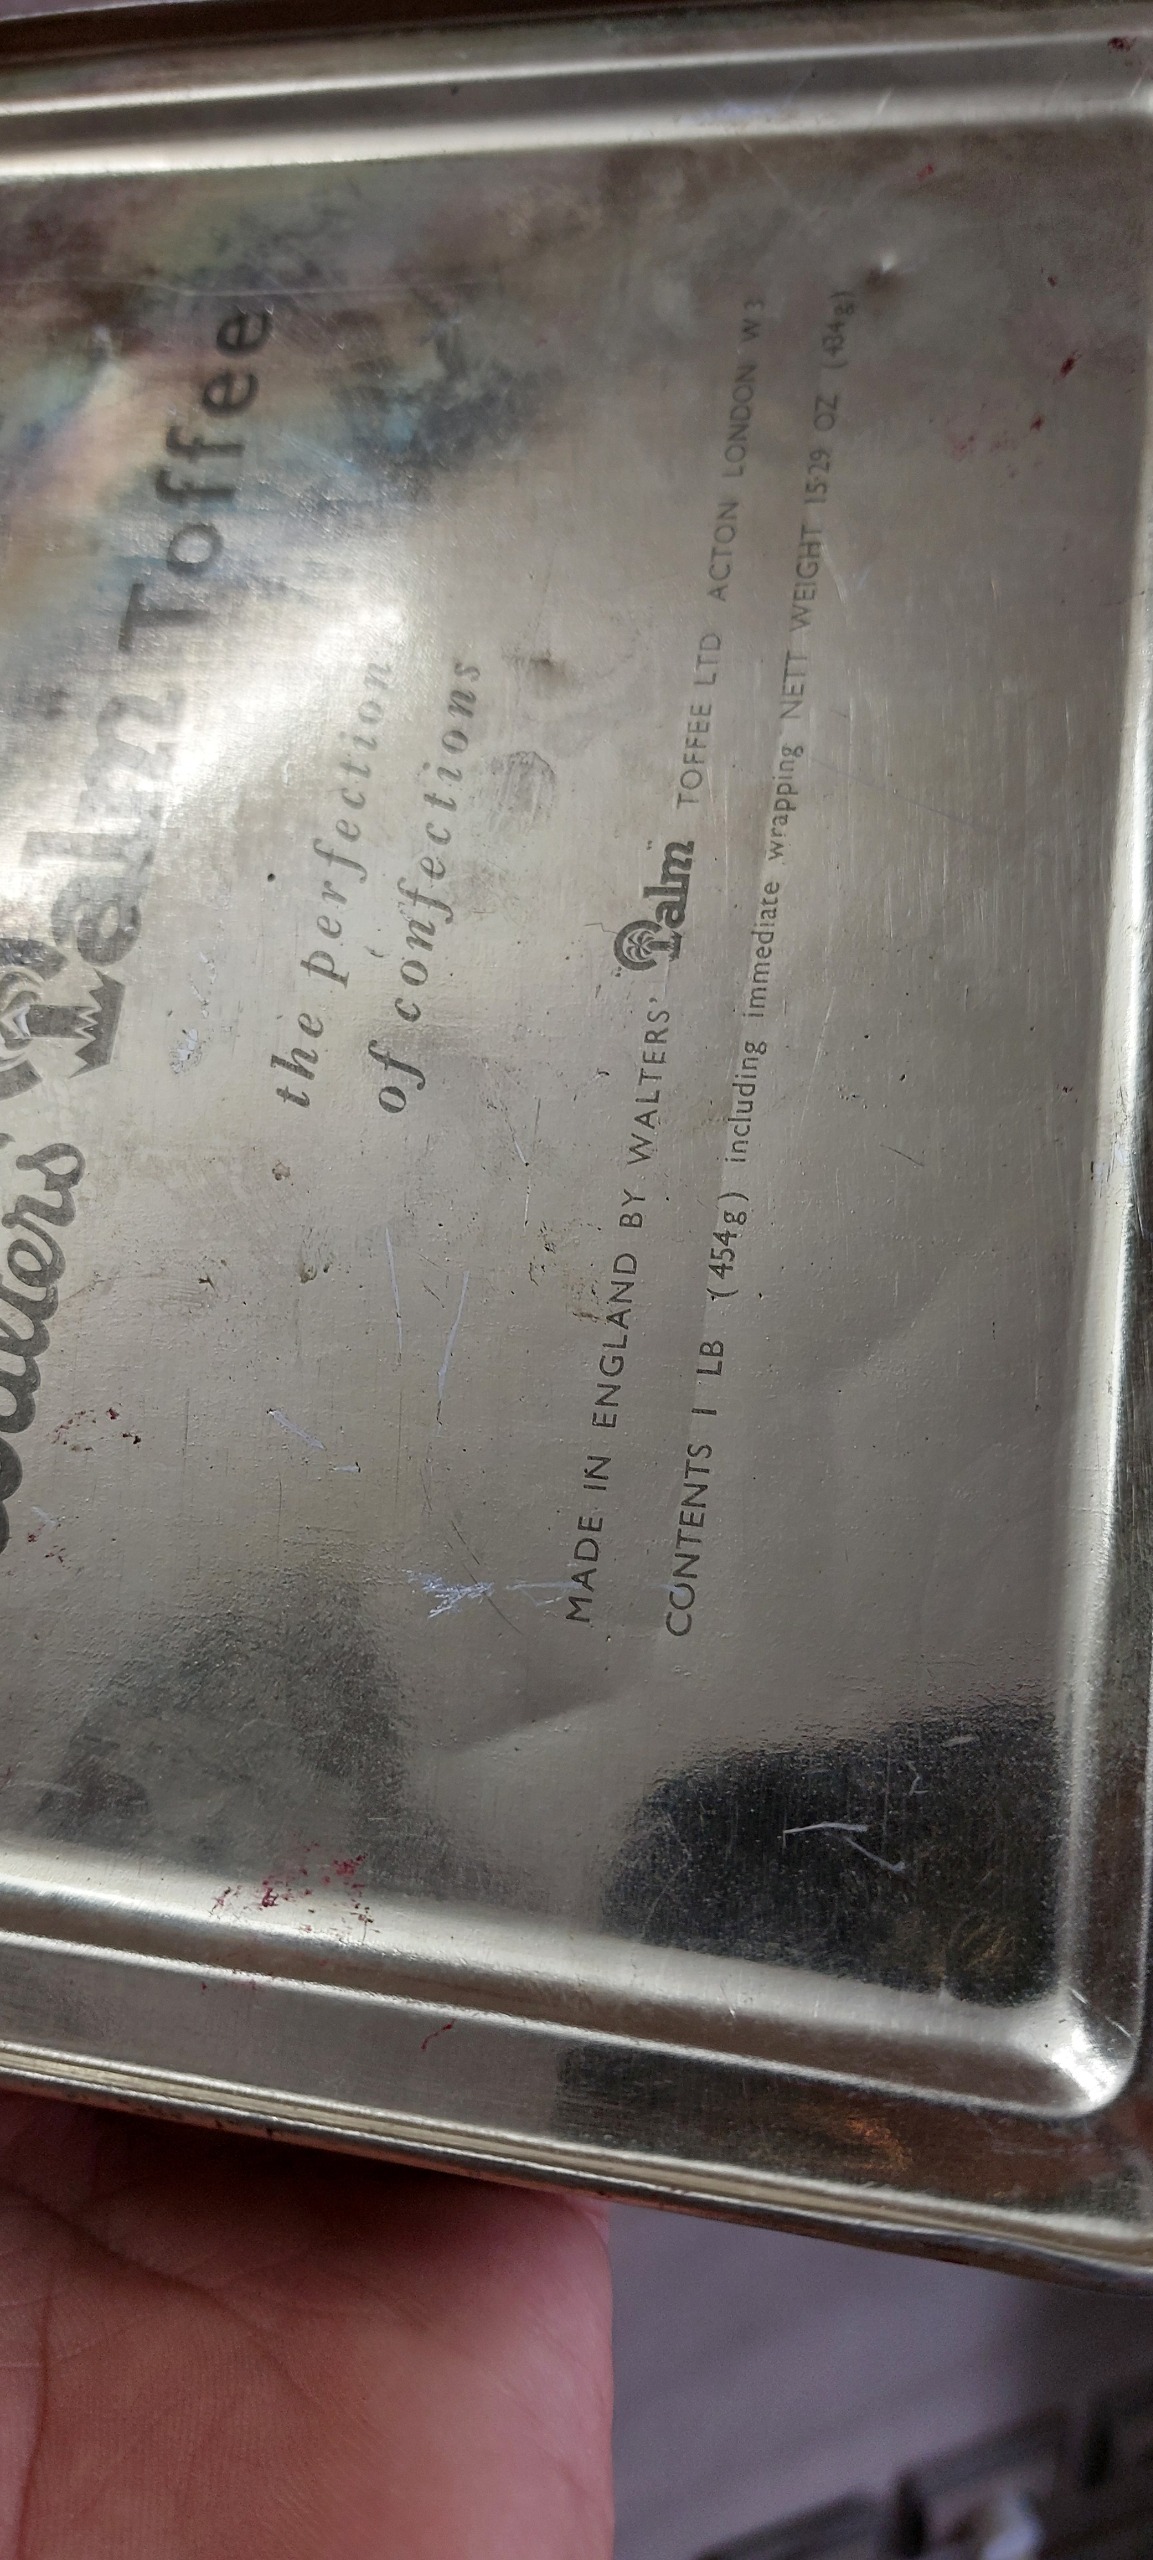 Walters' Palm Toffee
the perfection
of confections
MADE IN ENGLAND BY WALTERS' "Palm" TOFFEE LTD ACTON LONDON W3
CONTENTS 1 LB (454g) including immediate wrapping NETT WEIGHT 15·29 OZ (434g)